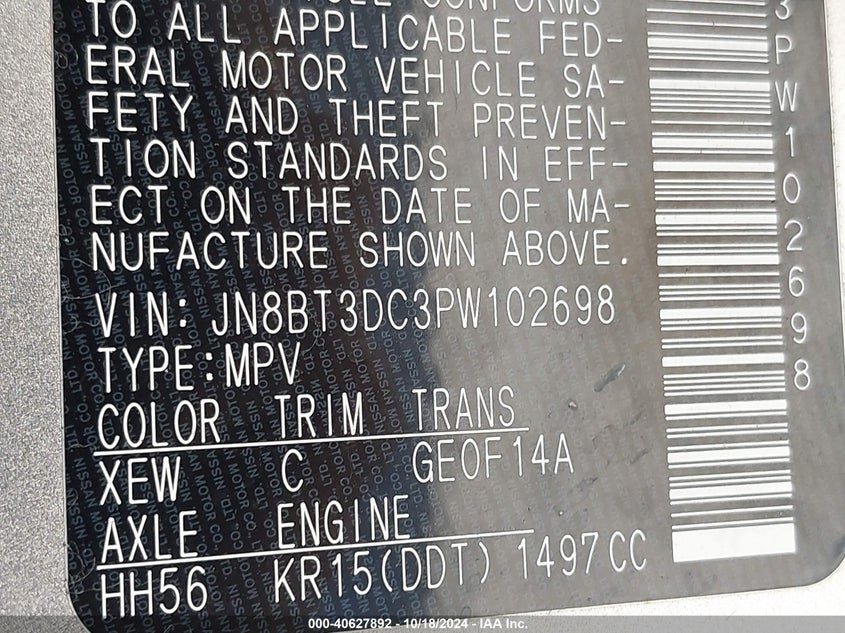 CONFORMS
TO ALL APPLICABLE FED-
ERAL MOTOR VEHICLE SA-
FETY AND THEFT PREVEN-
TION STANDARDS IN EFF-
ECT ON THE DATE OF MA-
NUFACTURE SHOWN ABOVE.
VIN: JN8BT3DC3PW102698
TYPE:MPV
COLOR TRIM TRANS
XEW C GE0F14A
AXLE ENGINE
HH56 KR15(DDT) 1497CC
3PW102698
000-40627892 - 10/18/2024 - IAA Inc.